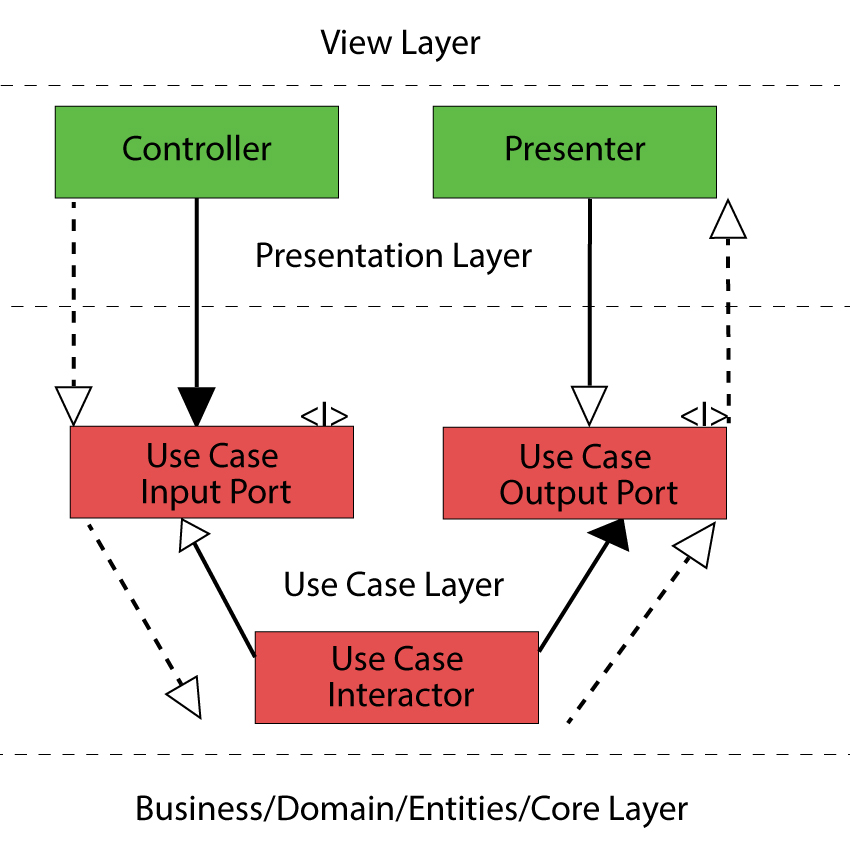 View Layer
Controller
Presenter
Presentation Layer
<I>
<I>
Use Case
Input Port
Use Case
Output Port
Use Case Layer
Use Case
Interactor
Business/Domain/Entities/Core Layer